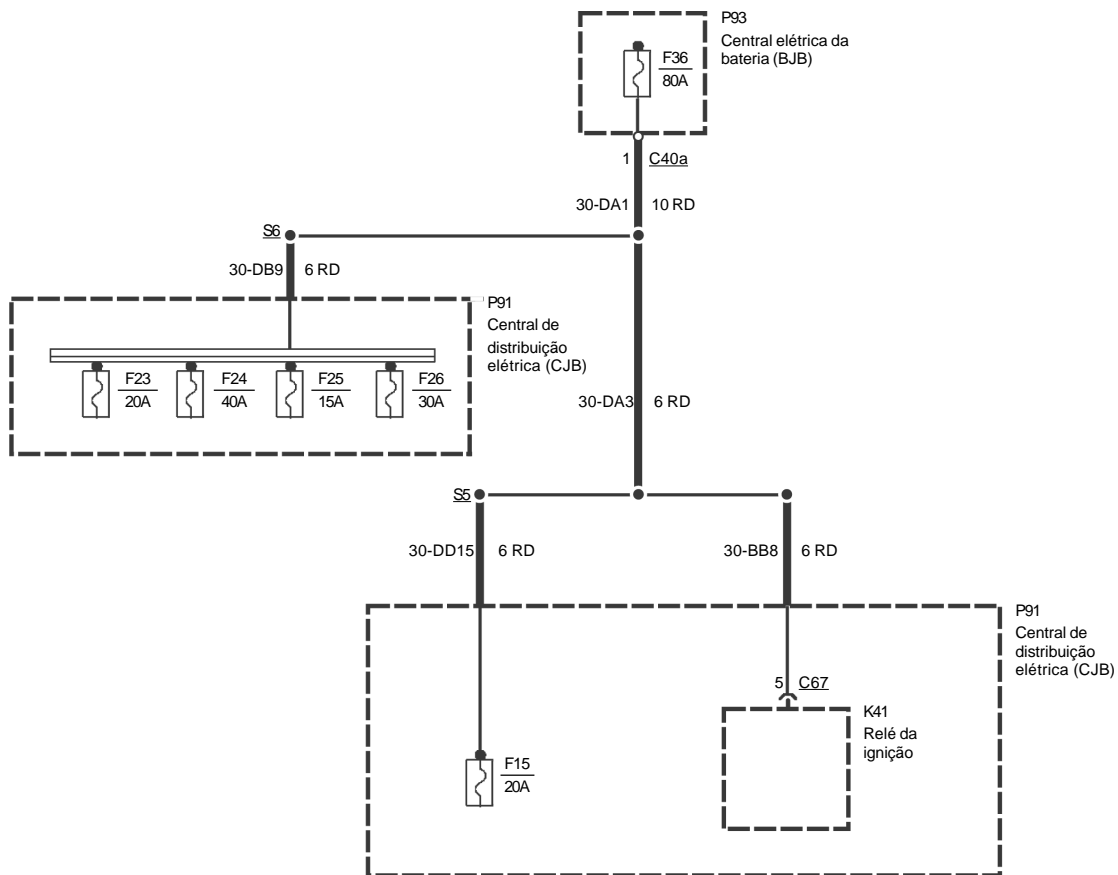 P93
Central elétrica da
bateria (BJB)
F36
80A
1 C40a
30-DA1 10 RD
S6
30-DB9 6 RD
P91
Central de
distribuição
elétrica (CJB)
F23
20A
F24
40A
F25
15A
F26
30A
30-DA3 6 RD
S5
30-DD15 6 RD
30-BB8 6 RD
P91
Central de
distribuição
elétrica (CJB)
5 C67
K41
Relé da
ignição
F15
20A